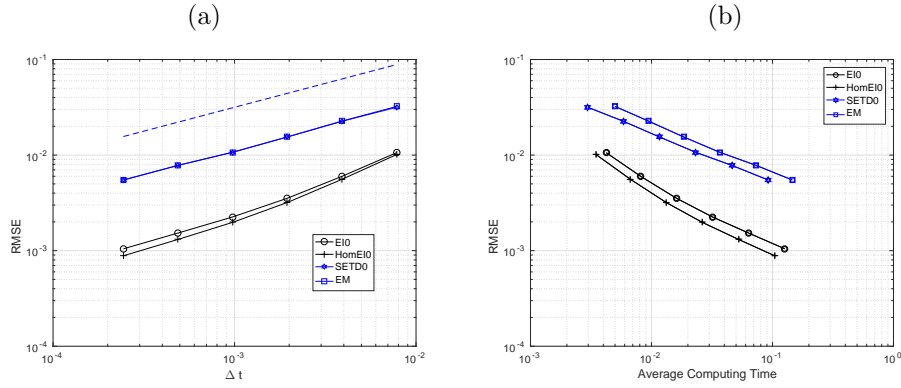 (a)
(b)
10^-1
10^-2
10^-3
10^-4
RMSE
10^-4
10^-3
10^-2
Δ t
EI0
HomEI0
SETD0
EM
10^-1
10^-2
10^-3
10^-4
RMSE
10^-3
10^-2
10^-1
10^0
Average Computing Time
EI0
HomEI0
SETD0
EM